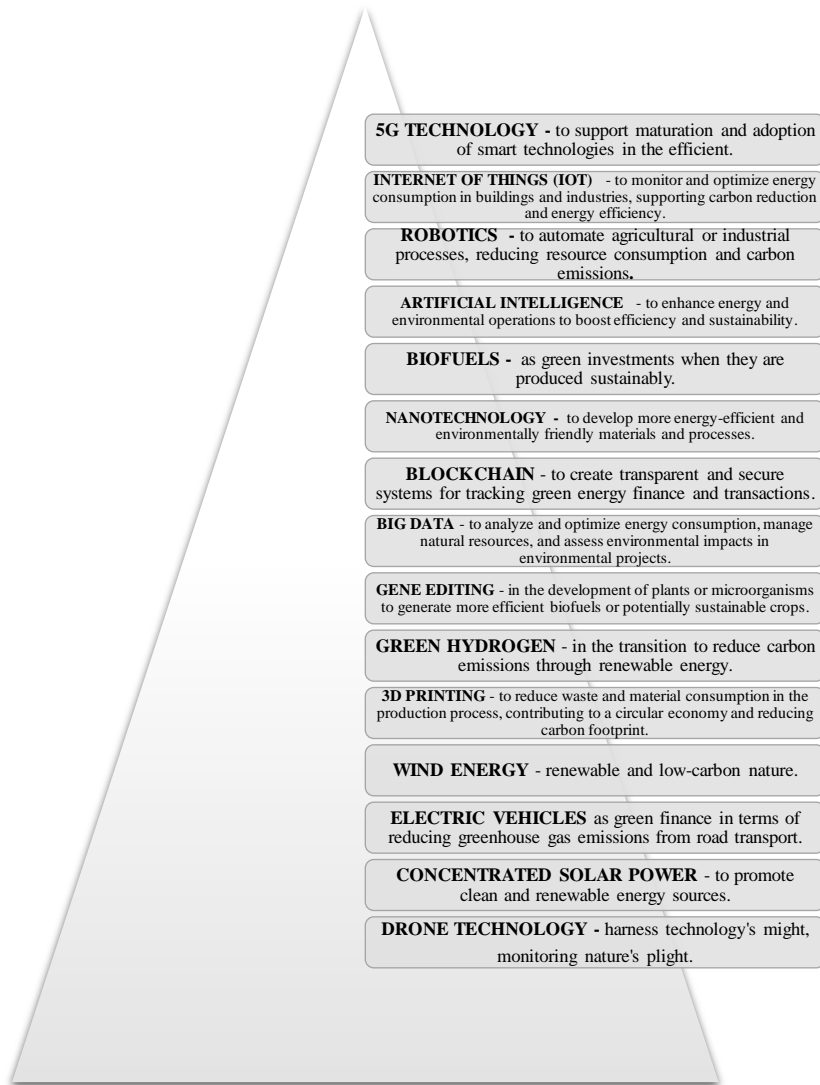 5G TECHNOLOGY - to support maturation and adoption
of smart technologies in the efficient.
INTERNET OF THINGS (IOT) - to monitor and optimize energy
consumption in buildings and industries, supporting carbon reduction
and energy efficiency.
ROBOTICS - to automate agricultural or industrial
processes, reducing resource consumption and carbon
emissions.
ARTIFICIAL INTELLIGENCE - to enhance energy and
environmental operations to boost efficiency and sustainability.
BIOFUELS - as green investments when they are
produced sustainably.
NANOTECHNOLOGY - to develop more energy-efficient and
environmentally friendly materials and processes.
BLOCKCHAIN - to create transparent and secure
systems for tracking green energy finance and transactions.
BIG DATA - to analyze and optimize energy consumption, manage
natural resources, and assess environmental impacts in
environmental projects.
GENE EDITING - in the development of plants or microorganisms
to generate more efficient biofuels or potentially sustainable crops.
GREEN HYDROGEN - in the transition to reduce carbon
emissions through renewable energy.
3D PRINTING - to reduce waste and material consumption in the
production process, contributing to a circular economy and reducing
carbon footprint.
WIND ENERGY - renewable and low-carbon nature.
ELECTRIC VEHICLES as green finance in terms of
reducing greenhouse gas emissions from road transport.
CONCENTRATED SOLAR POWER - to promote
clean and renewable energy sources.
DRONE TECHNOLOGY - harness technology's might,
monitoring nature's plight.